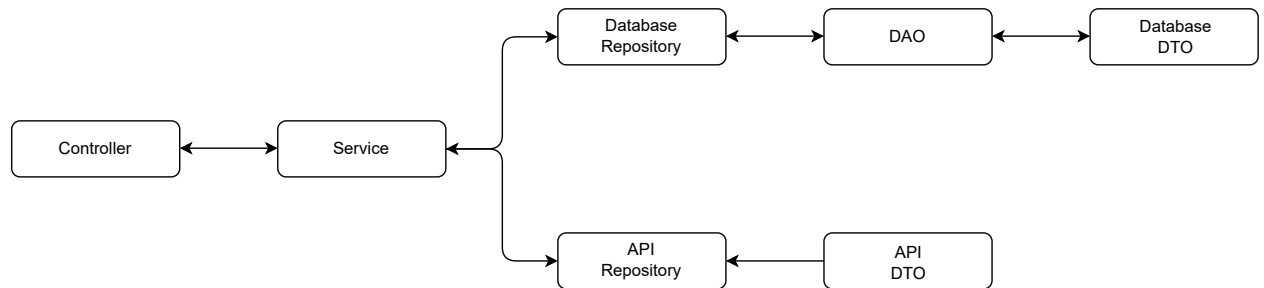 Database
Repository
DAO
Database
DTO
Controller
Service
API
Repository
API
DTO